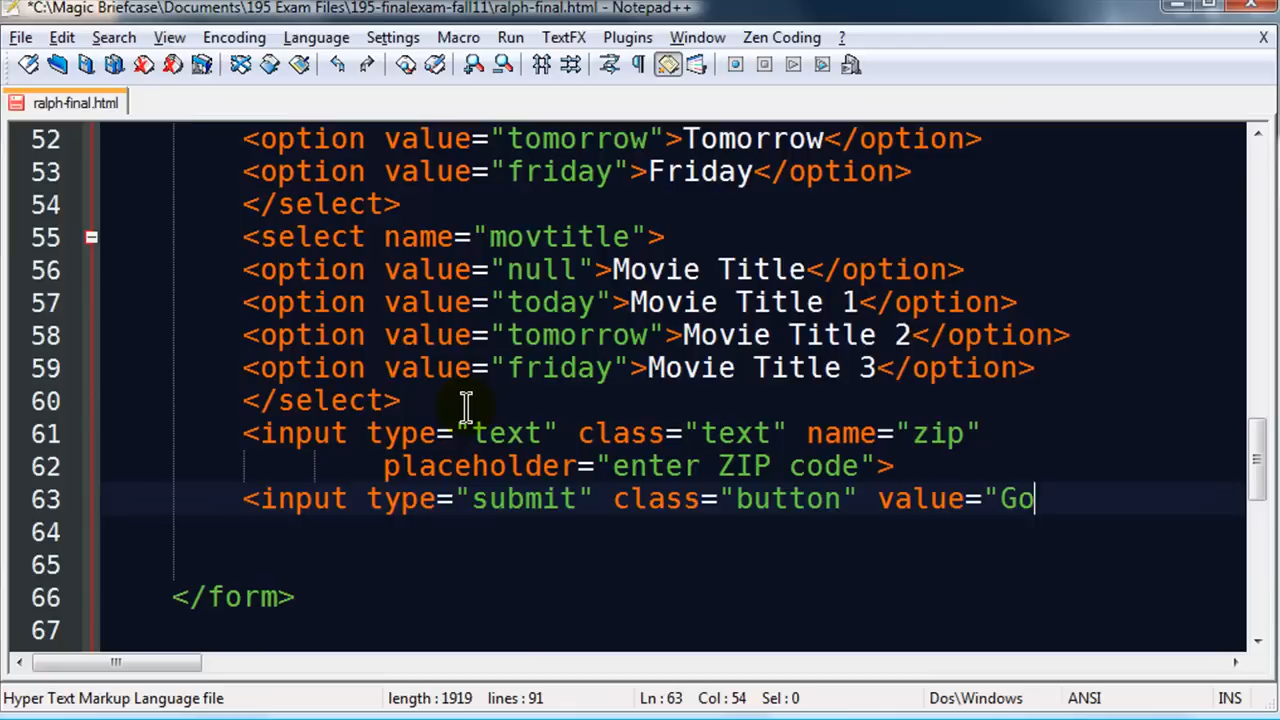 *C:\Magic Briefcase\Documents\195 Exam Files\195-finalexam-fall11\ralph-final.html - Notepad++
File Edit Search View Encoding Language Settings Macro Run TextFX Plugins Window Zen Coding ? X
ralph-final.html
52 <option value="tomorrow">Tomorrow</option>
53 <option value="friday">Friday</option>
54 </select>
55 <select name="movtitle">
56 <option value="null">Movie Title</option>
57 <option value="today">Movie Title 1</option>
58 <option value="tomorrow">Movie Title 2</option>
59 <option value="friday">Movie Title 3</option>
60 </select>
61 <input type="text" class="text" name="zip"
62 placeholder="enter ZIP code">
63 <input type="submit" class="button" value="Go
64
65
66 </form>
67
Hyper Text Markup Language file length : 1919 lines : 91 Ln : 63 Col : 54 Sel : 0 Dos\Windows ANSI INS